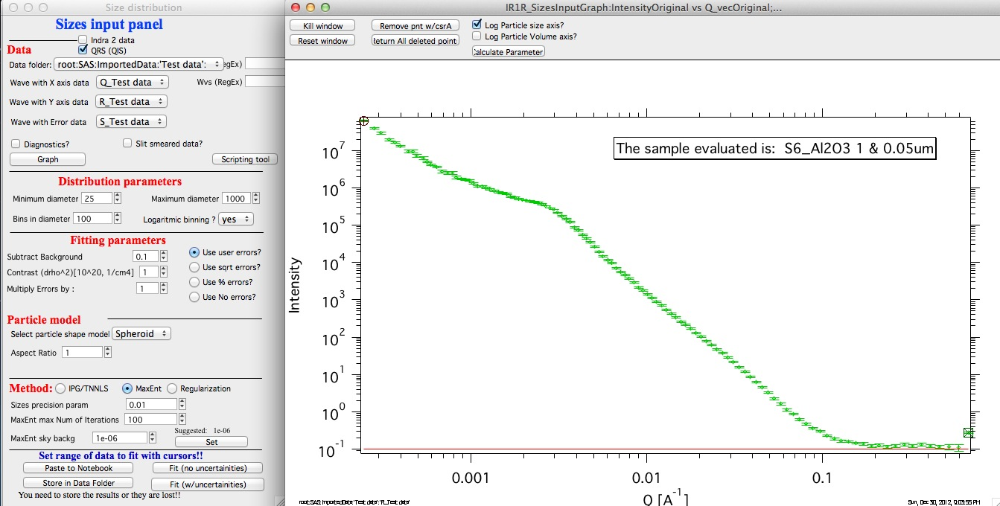 Size distribution
Sizes input panel
Indra 2 data
Data
QRS (QIS)
Data folder: root:SAS:ImportedData:'Test data': egEx)
Wave with X axis data Q_Test data Wvs (RegEx)
Wave with Y axis data R_Test data
Wave with Error data S_Test data
Diagnostics? Slit smeared data?
Graph Scripting tool
Distribution parameters
Minimum diameter 25 Maximum diameter 1000
Bins in diameter 100 Logaritmic binning ? yes
Fitting parameters
Subtract Background 0.1 Use user errors?
Contrast (drho^2)[10^20, 1/cm4] 1 Use sqrt errors?
Multiply Errors by : 1 Use % errors?
Use No errors?
Particle model
Select particle shape model Spheroid
Aspect Ratio 1
Method: IPG/TNNLS MaxEnt Regularization
Sizes precision param 0.01
MaxEnt max Num of Iterations 100
MaxEnt sky backg 1e-06 Suggested: 1e-06
Set
Set range of data to fit with cursors!!
Paste to Notebook Fit (no uncertainities)
Store in Data Folder Fit (w/uncertainities)
You need to store the results or they are lost!!
IR1R_SizesInputGraph:IntensityOriginal vs Q_vecOriginal;...
Kill window Remove pnt w/csrA Log Particle size axis?
Reset window Return All deleted point Log Particle Volume axis?
Calculate Parameter
The sample evaluated is: S6_Al2O3 1 & 0.05um
Intensity
10^7
10^6
10^5
10^4
10^3
10^2
10^1
10^0
10^-1
0.001 0.01 0.1
Q [A^-1]
root:SAS:ImportedData:'Test data':'R_Test data' Sun, Dec 30, 2012,